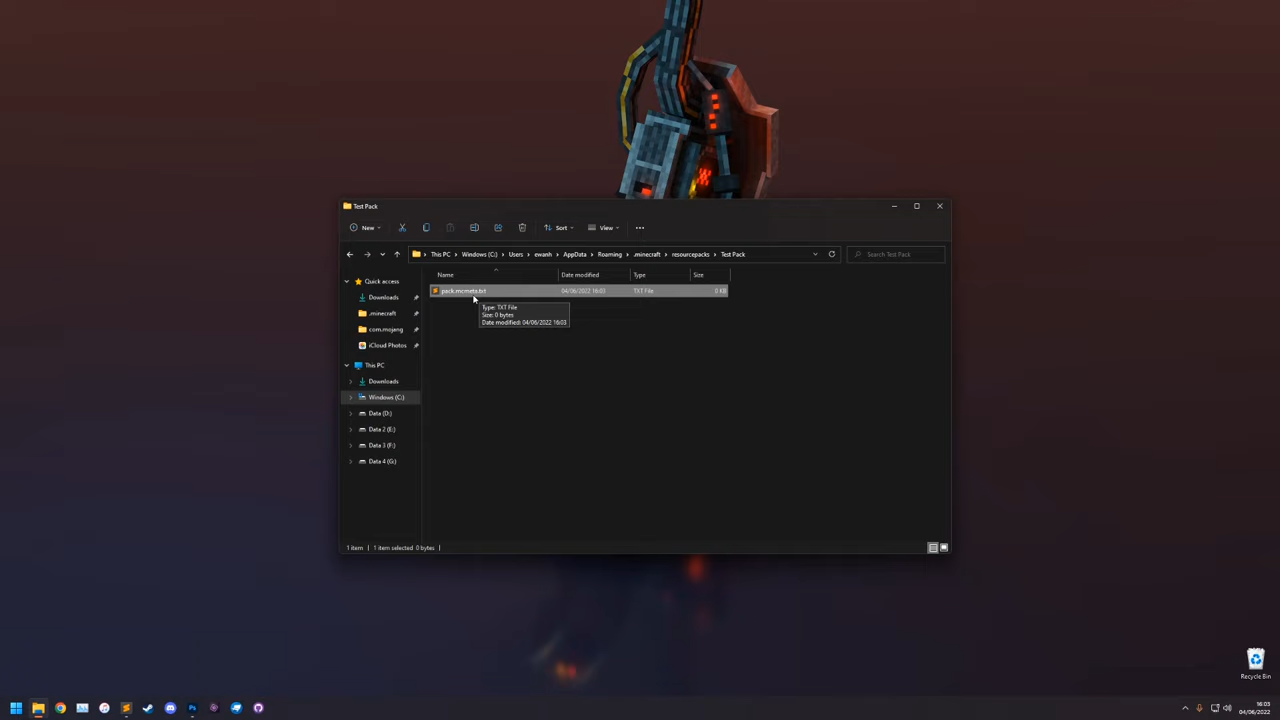 Test Pack
New
Sort
View
This PC
Windows (C:)
Users
ewanh
AppData
Roaming
.minecraft
resourcepacks
Test Pack
Search Test Pack
Name
Date modified
Type
Size
Quick access
pack.mcmeta.txt
04/06/2022 16:03
TXT File
0 KB
Downloads
Type: TXT File
Size: 0 bytes
Date modified: 04/06/2022 16:03
.minecraft
com.mojang
iCloud Photos
This PC
Downloads
Windows (C:)
Data (D:)
Data 2 (E:)
Data 3 (F:)
Data 4 (G:)
1 item
1 item selected 0 bytes
Recycle Bin
16:03
04/06/2022